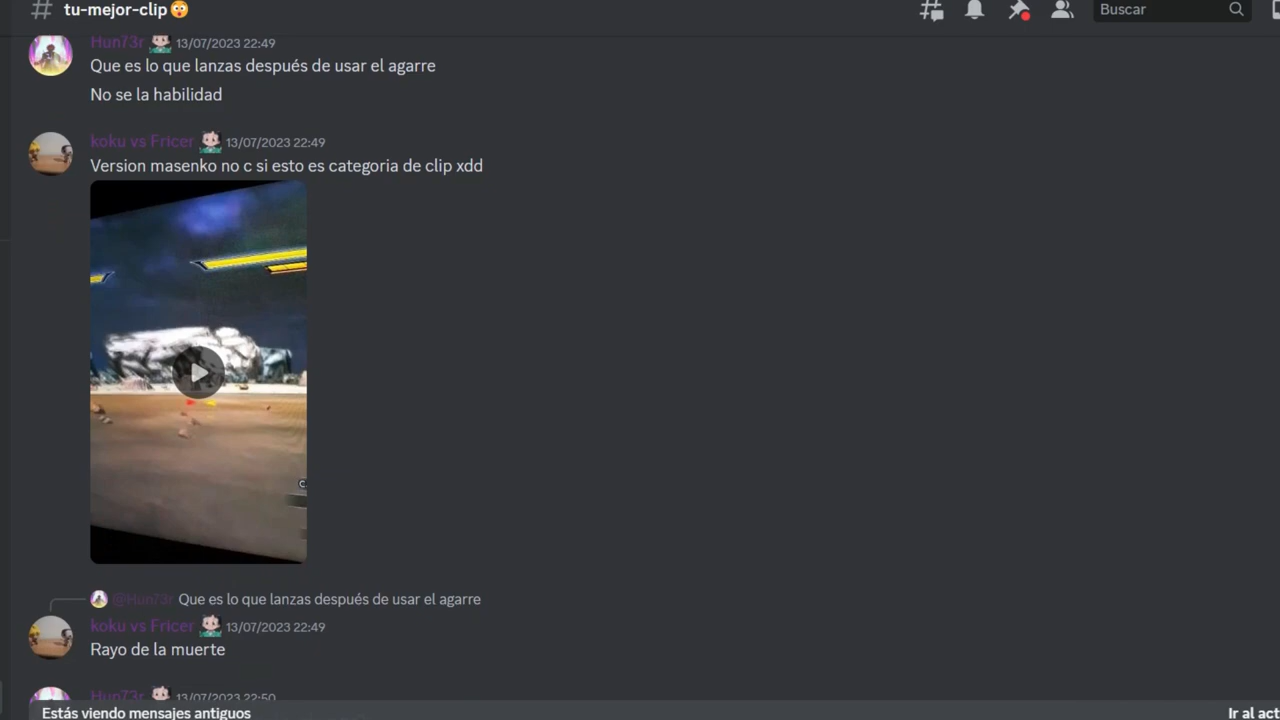 tu-mejor-clip
Buscar
Hun73r 13/07/2023 22:49
Que es lo que lanzas después de usar el agarre
No se la habilidad
koku vs Fricer 13/07/2023 22:49
Version masenko no c si esto es categoria de clip xdd
@Hun73r Que es lo que lanzas después de usar el agarre
koku vs Fricer 13/07/2023 22:49
Rayo de la muerte
Hun73r 13/07/2023 22:50
Estás viendo mensajes antiguos
Ir al act